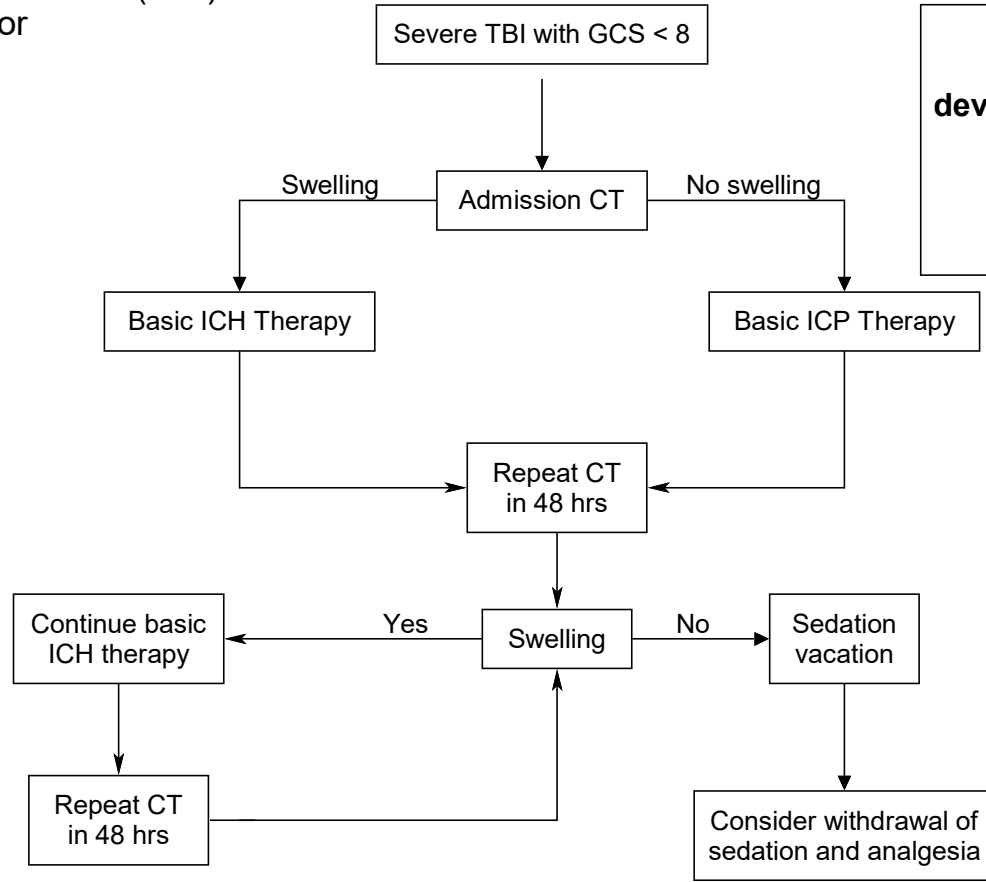 or
Severe TBI with GCS < 8
dev
Swelling
Admission CT
No swelling
Basic ICH Therapy
Basic ICP Therapy
Repeat CT
in 48 hrs
Continue basic
ICH therapy
Yes
Swelling
No
Sedation
vacation
Repeat CT
in 48 hrs
Consider withdrawal of
sedation and analgesia